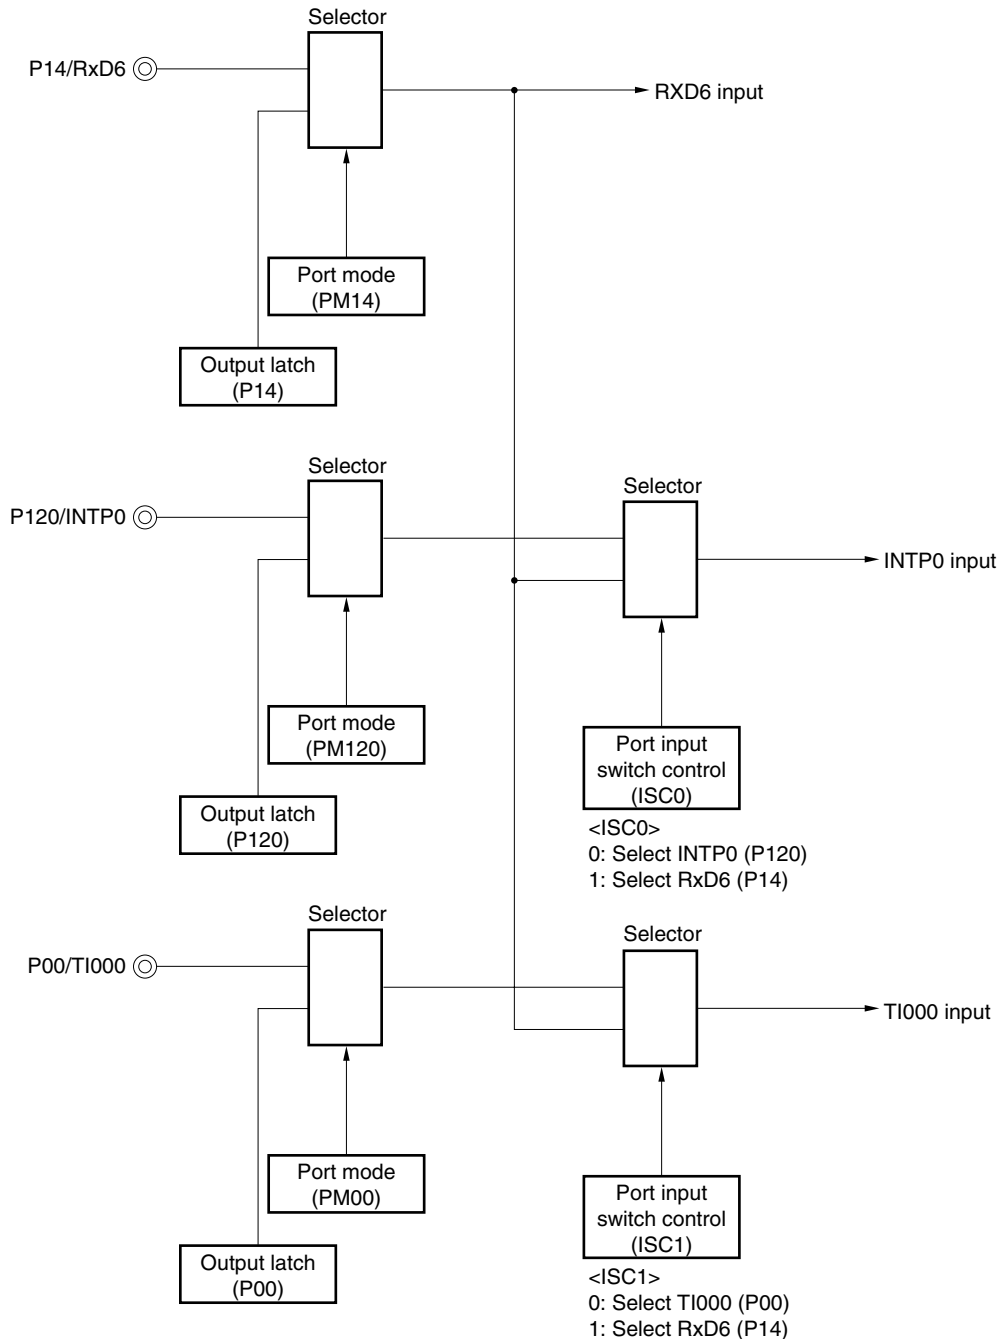 Selector
P14/RxD6
RXD6 input
Port mode
(PM14)
Output latch
(P14)
Selector
P120/INTP0
Selector
INTP0 input
Port mode
(PM120)
Port input
switch control
(ISC0)
Output latch
(P120)
<ISC0>
0: Select INTP0 (P120)
1: Select RxD6 (P14)
Selector
P00/TI000
Selector
TI000 input
Port mode
(PM00)
Port input
switch control
(ISC1)
Output latch
(P00)
<ISC1>
0: Select TI000 (P00)
1: Select RxD6 (P14)